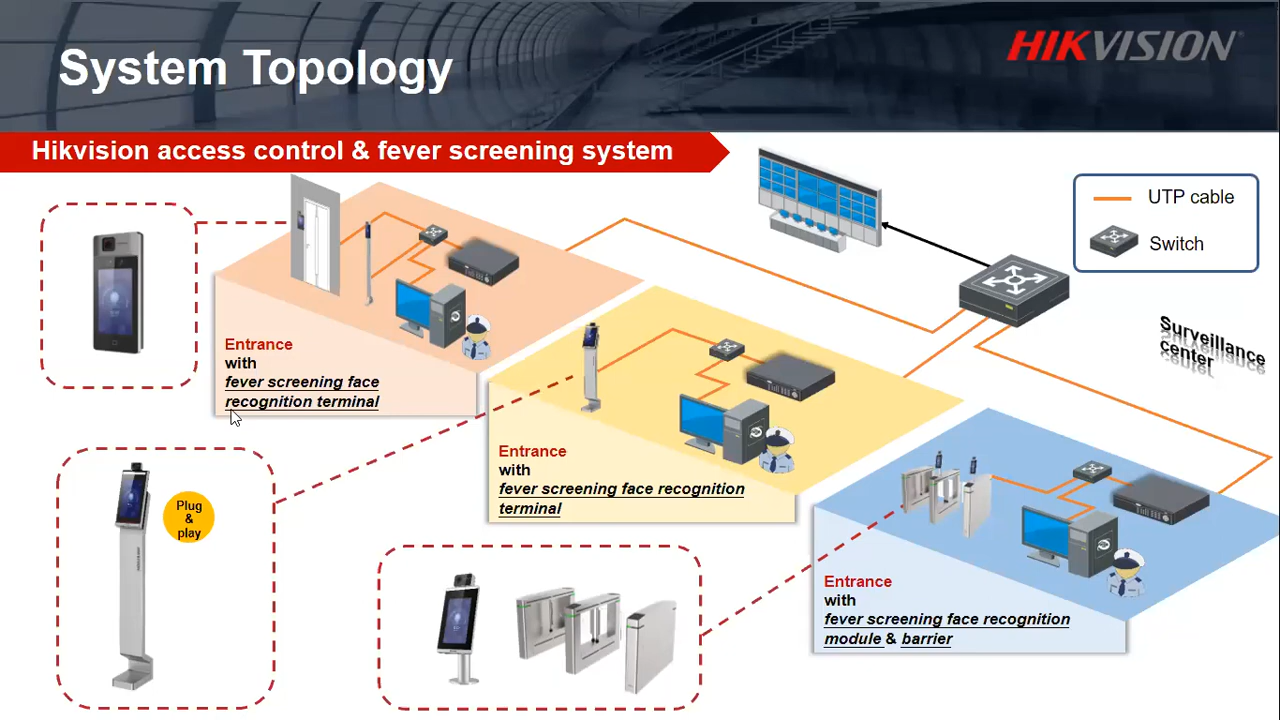 System Topology
HIKVISION
Hikvision access control & fever screening system
UTP cable
Switch
Surveillance
center
Entrance
with
fever screening face
recognition terminal
Entrance
with
fever screening face recognition
terminal
Plug
&
play
Entrance
with
fever screening face recognition
module & barrier